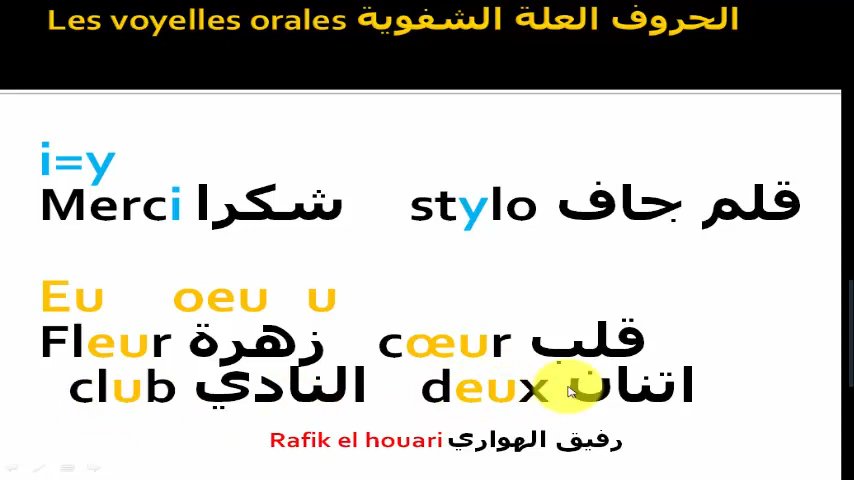 Les voyelles orales الحروف العلة الشفوية
i=y
Merci شكرا stylo قلم جاف
Eu oeu u
Fleur زهرة cœur قلب
club النادي deux اتنان
Rafik el houari رفيق الهواري